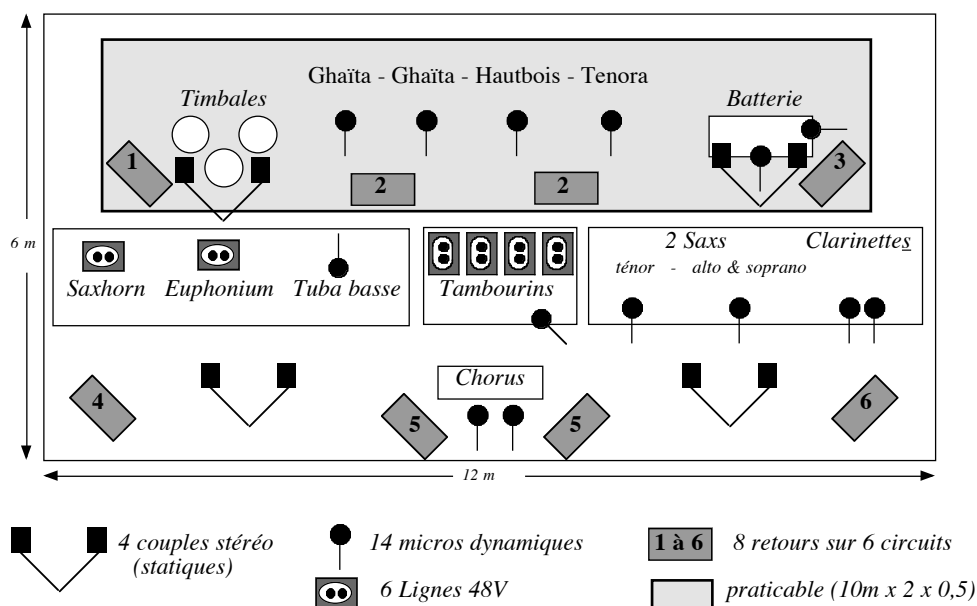 Ghaïta - Ghaïta - Hautbois - Tenora
Timbales
Batterie
1
2
2
3
6 m
2 Saxs
Clarinettes
ténor - alto & soprano
Saxhorn
Euphonium
Tuba basse
Tambourins
Chorus
4
5
5
6
12 m
4 couples stéréo
(statiques)
14 micros dynamiques
1 à 6
8 retours sur 6 circuits
6 Lignes 48V
praticable (10m x 2 x 0,5)